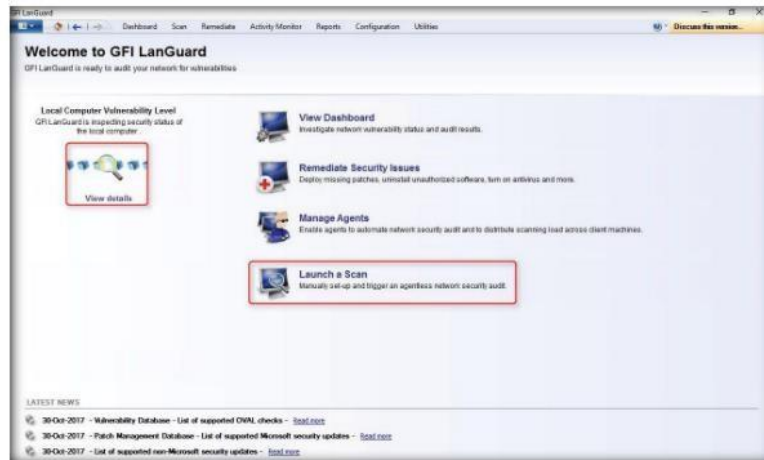 GFI LanGuard
Dashboard Scan Remediate Activity Monitor Reports Configuration Utilities Discuss this version...
Welcome to GFI LanGuard
GFI LanGuard is ready to audit your network for vulnerabilities
Local Computer Vulnerability Level
GFI LanGuard is inspecting security status of
the local computer...
View details
View Dashboard
Investigate network vulnerability status and audit results.
Remediate Security Issues
Deploy missing patches, uninstall unauthorized software, turn on antivirus and more.
Manage Agents
Enable agents to automate network security audit and to distribute scanning load across client machines.
Launch a Scan
Manually set-up and trigger an agentless network security audit.
LATEST NEWS
30-Oct-2017 - Vulnerability Database - List of supported OVAL checks - Read more
30-Oct-2017 - Patch Management Database - List of supported Microsoft security updates - Read more
30-Oct-2017 - List of supported non-Microsoft security updates - Read more